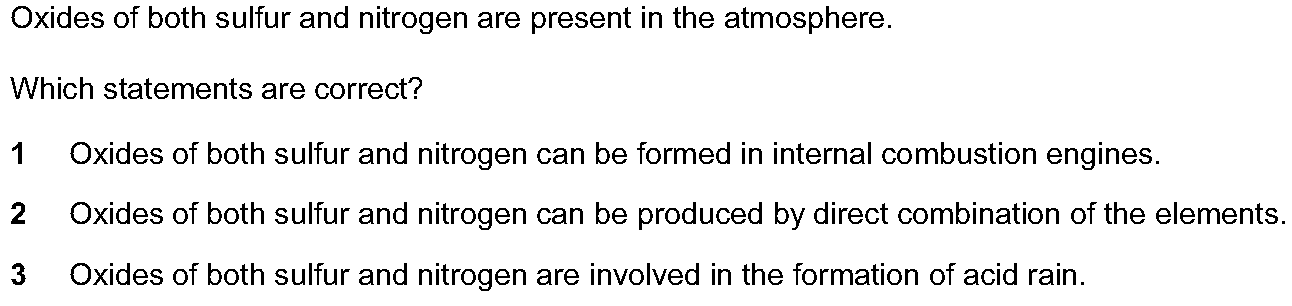 Oxides of both sulfur and nitrogen are present in the atmosphere.
Which statements are correct?
1 Oxides of both sulfur and nitrogen can be formed in internal combustion engines.
2 Oxides of both sulfur and nitrogen can be produced by direct combination of the elements.
3 Oxides of both sulfur and nitrogen are involved in the formation of acid rain.